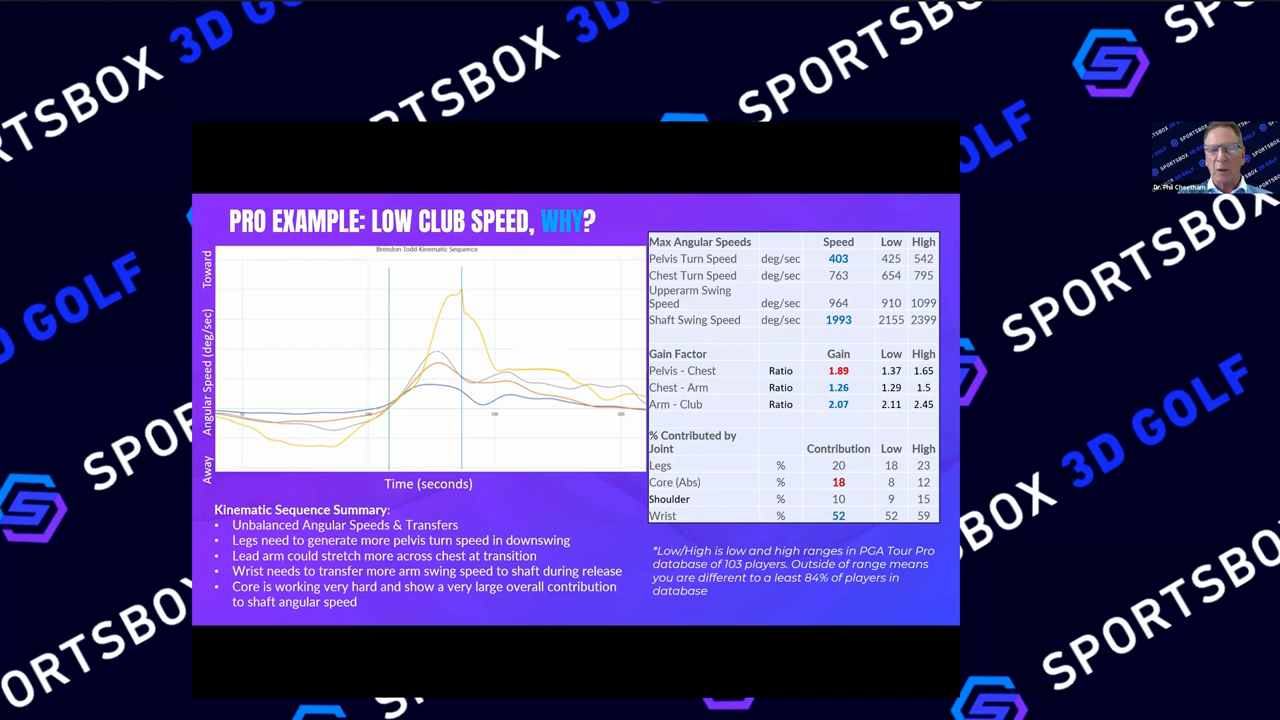 SPORTSBOX 3D GOLF
PRO EXAMPLE: LOW CLUB SPEED, WHY?
Brendon Todd Kinematic Sequence
Away Angular Speed (deg/sec) Toward
Time (seconds)
Kinematic Sequence Summary:
• Unbalanced Angular Speeds & Transfers
• Legs need to generate more pelvis turn speed in downswing
• Lead arm could stretch more across chest at transition
• Wrist needs to transfer more arm swing speed to shaft during release
• Core is working very hard and show a very large overall contribution
to shaft angular speed
Max Angular Speeds Speed Low High
Pelvis Turn Speed deg/sec 403 425 542
Chest Turn Speed deg/sec 763 654 795
Upperarm Swing
Speed deg/sec 964 910 1099
Shaft Swing Speed deg/sec 1993 2155 2399
Gain Factor Gain Low High
Pelvis - Chest Ratio 1.89 1.37 1.65
Chest - Arm Ratio 1.26 1.29 1.5
Arm - Club Ratio 2.07 2.11 2.45
% Contributed by
Joint Contribution Low High
Legs % 20 18 23
Core (Abs) % 18 8 12
Shoulder % 10 9 15
Wrist % 52 52 59
*Low/High is low and high ranges in PGA Tour Pro
database of 103 players. Outside of range means
you are different to a least 84% of players in
database
Dr. Phil Cheetham